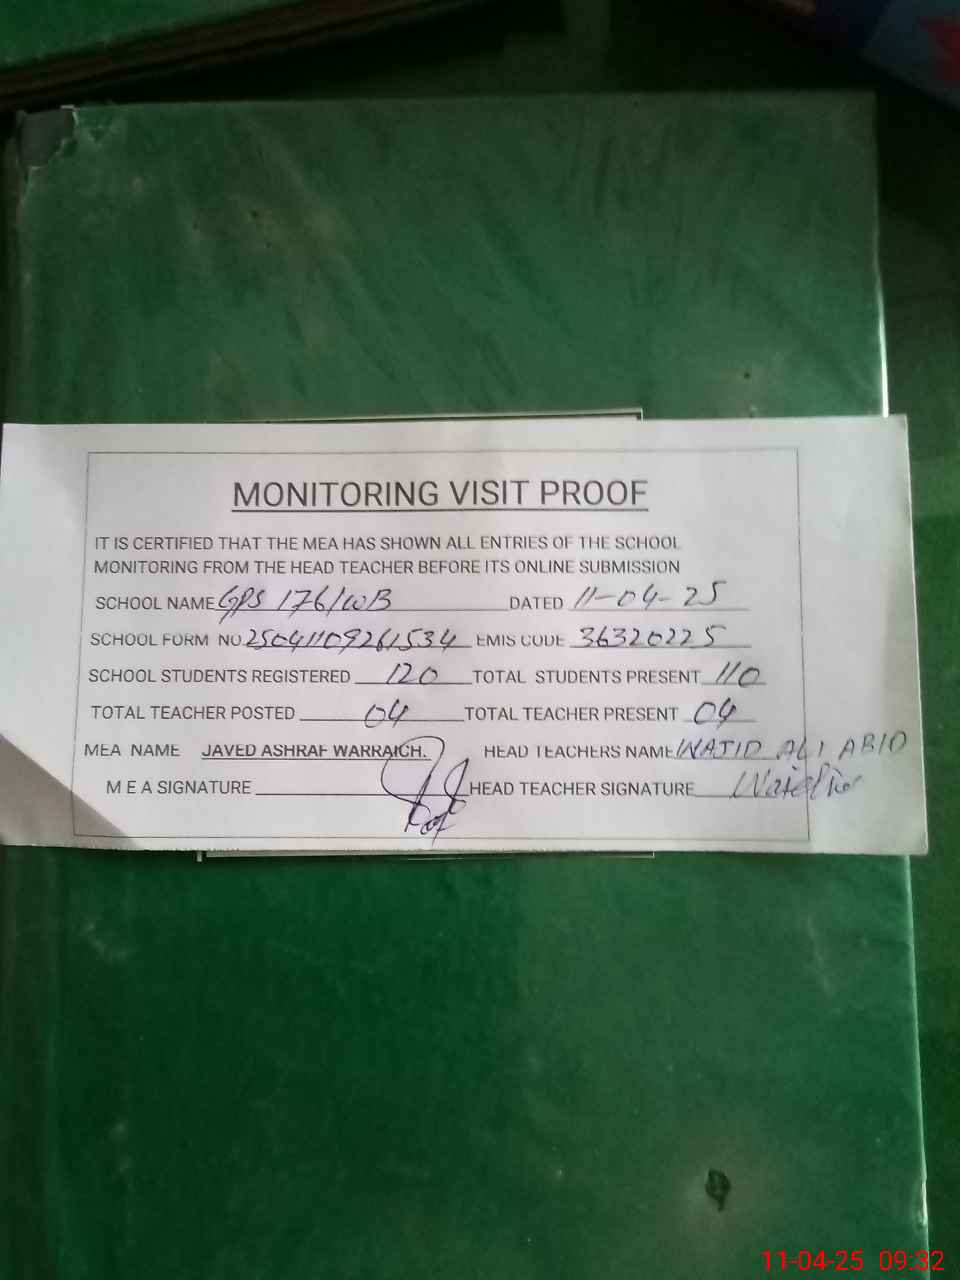 MONITORING VISIT PROOF
IT IS CERTIFIED THAT THE MEA HAS SHOWN ALL ENTRIES OF THE SCHOOL
MONITORING FROM THE HEAD TEACHER BEFORE ITS ONLINE SUBMISSION
SCHOOL NAME GPS 176/WB DATED 11-04-25
SCHOOL FORM NO. 25041109261534 EMIS CODE 36320225
SCHOOL STUDENTS REGISTERED 120 TOTAL STUDENTS PRESENT 110
TOTAL TEACHER POSTED 04 TOTAL TEACHER PRESENT 04
MEA NAME JAVED ASHRAF WARRAICH. HEAD TEACHERS NAME WAJID ALI ABID
M E A SIGNATURE HEAD TEACHER SIGNATURE
11-04-25 09:32